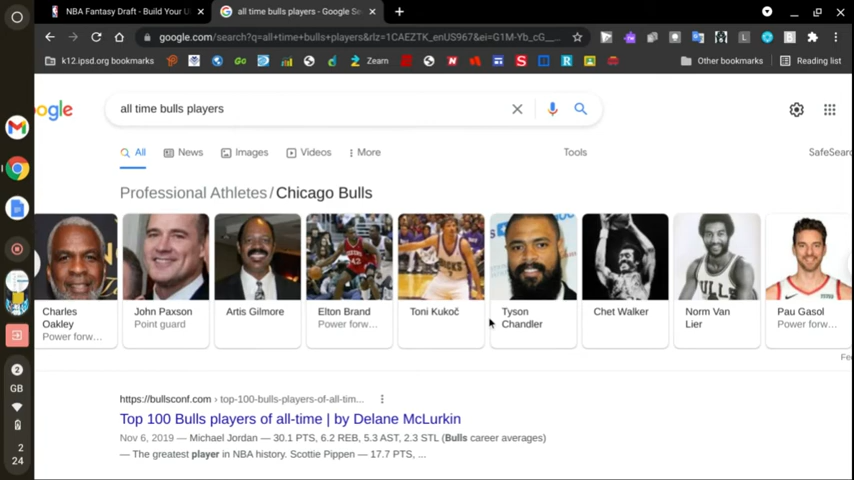 NBA Fantasy Draft - Build Your U
all time bulls players - Google Se
google.com/search?q=all+time+bulls+players&rlz=1CAEZTK_enUS967&ei=G1M-Yb_cG_...
k12.ipsd.org bookmarks
Zearn
Other bookmarks
Reading list
ogle
all time bulls players
All
News
Images
Videos
More
Tools
SafeSearc
Professional Athletes / Chicago Bulls
Charles
Oakley
Power forw...
John Paxson
Point guard
Artis Gilmore
Elton Brand
Power forw...
Toni Kukoč
Tyson
Chandler
Chet Walker
Norm Van
Lier
Pau Gasol
Power forw...
Fee
https://bullsconf.com › top-100-bulls-players-of-all-tim...
Top 100 Bulls players of all-time | by Delane McLurkin
Nov 6, 2019 — Michael Jordan — 30.1 PTS, 6.2 REB, 5.3 AST, 2.3 STL (Bulls career averages)
— The greatest player in NBA history. Scottie Pippen — 17.7 PTS, ...
2
GB
2
24